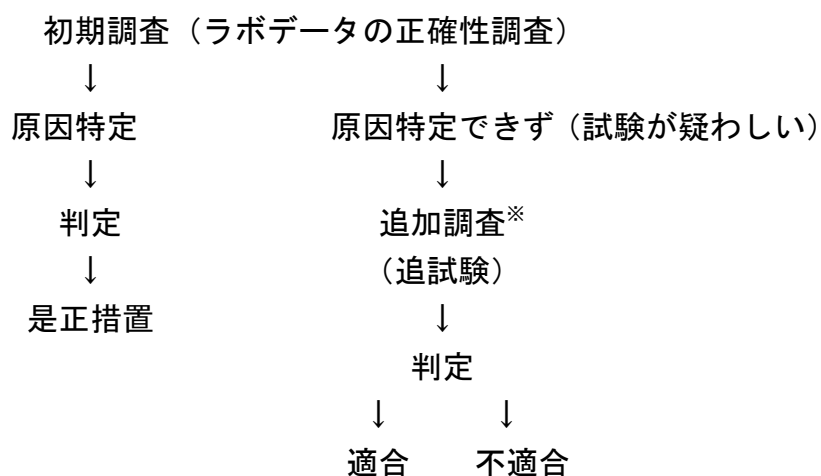 初期調査（ラボデータの正確性調査）
↓ ↓
原因特定 原因特定できず（試験が疑わしい）
↓ ↓
判定 追加調査※
↓ （追試験）
是正措置 ↓
判定
↓ ↓
適合 不適合